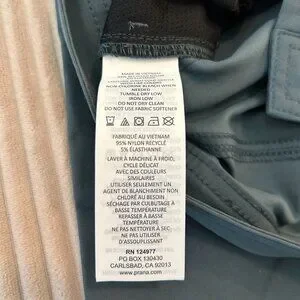 MADE IN VIETNAM
NON-CHLORINE BLEACH WHEN
NEEDED
TUMBLE DRY LOW
IRON LOW
DO NOT DRY CLEAN
DO NOT USE FABRIC SOFTENER
FABRIQUÉ AU VIETNAM
95% NYLON RECYCLÉ
5% ÉLASTHANNE
LAVER À MACHINE À FROID,
CYCLE DÉLICAT
AVEC DES COULEURS
SIMILAIRES
UTILISER SEULEMENT UN
AGENT DE BLANCHIMENT NON
CHLORÉ AU BESOIN
SÉCHAGE PAR CULBUTAGE À
BASSE TEMPÉRATURE
REPASSER À BASSE
TEMPÉRATURE
NE PAS NETTOYER À SEC
NE PAS UTILISER
D'ASSOUPLISSANT
RN 124977
PO BOX 130430
CARLSBAD, CA 92013
www.prana.com